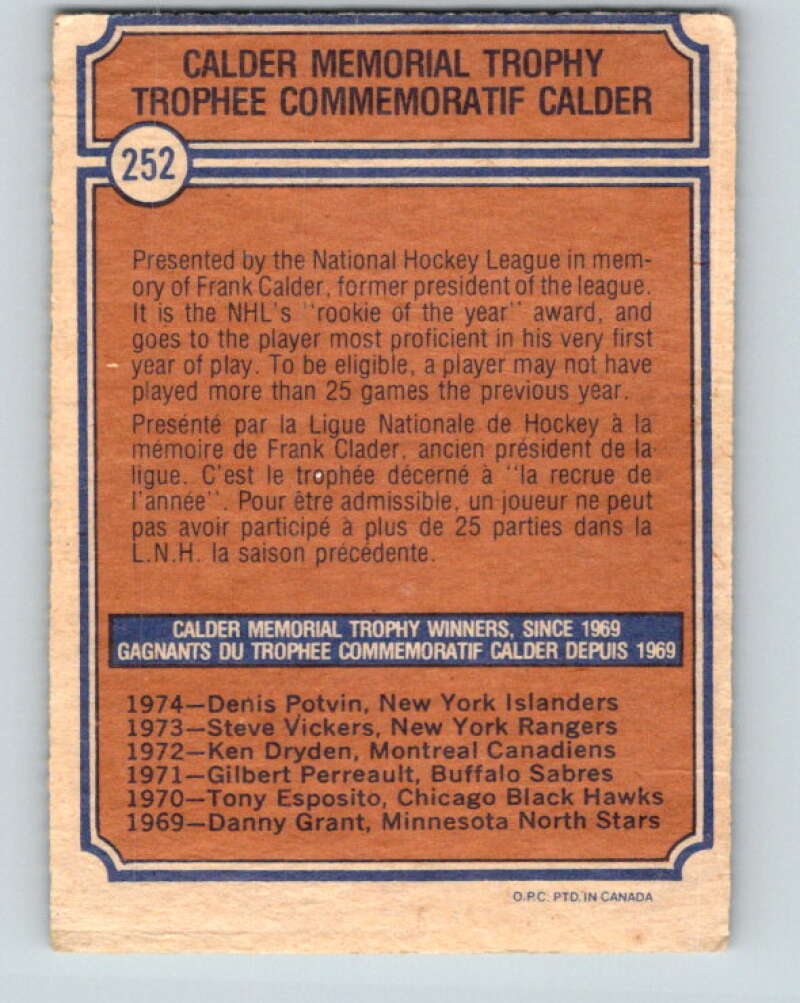 CALDER MEMORIAL TROPHY
TROPHEE COMMEMORATIF CALDER
252
Presented by the National Hockey League in mem-
ory of Frank Calder, former president of the league.
It is the NHL's "rookie of the year" award, and
goes to the player most proficient in his very first
year of play. To be eligible, a player may not have
played more than 25 games the previous year.
Presénté par la Ligue Nationale de Hockey à la
mémoire de Frank Clader, ancien président de la
ligue. C'est le trophée décerné à "la recrue de
l'année". Pour être admissible, un joueur ne peut
pas avoir participé à plus de 25 parties dans la
L.N.H. la saison précédente.
CALDER MEMORIAL TROPHY WINNERS, SINCE 1969
GAGNANTS DU TROPHEE COMMEMORATIF CALDER DEPUIS 1969
1974—Denis Potvin, New York Islanders
1973—Steve Vickers, New York Rangers
1972—Ken Dryden, Montreal Canadiens
1971—Gilbert Perreault, Buffalo Sabres
1970—Tony Esposito, Chicago Black Hawks
1969—Danny Grant, Minnesota North Stars
O.P.C. PTD. IN CANADA